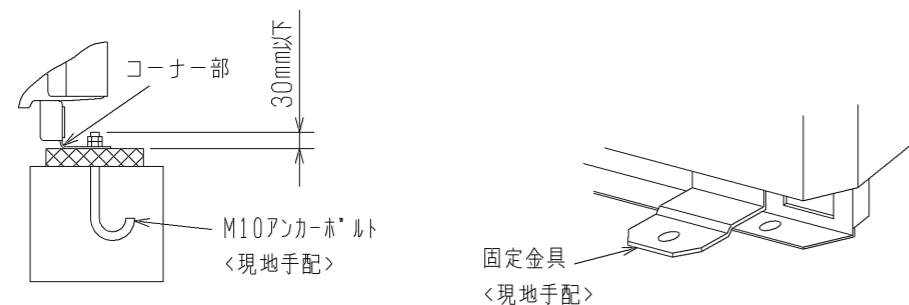 コーナー部
30mm以下
M10アンカーボルト
<現地手配>
固定金具
<現地手配>